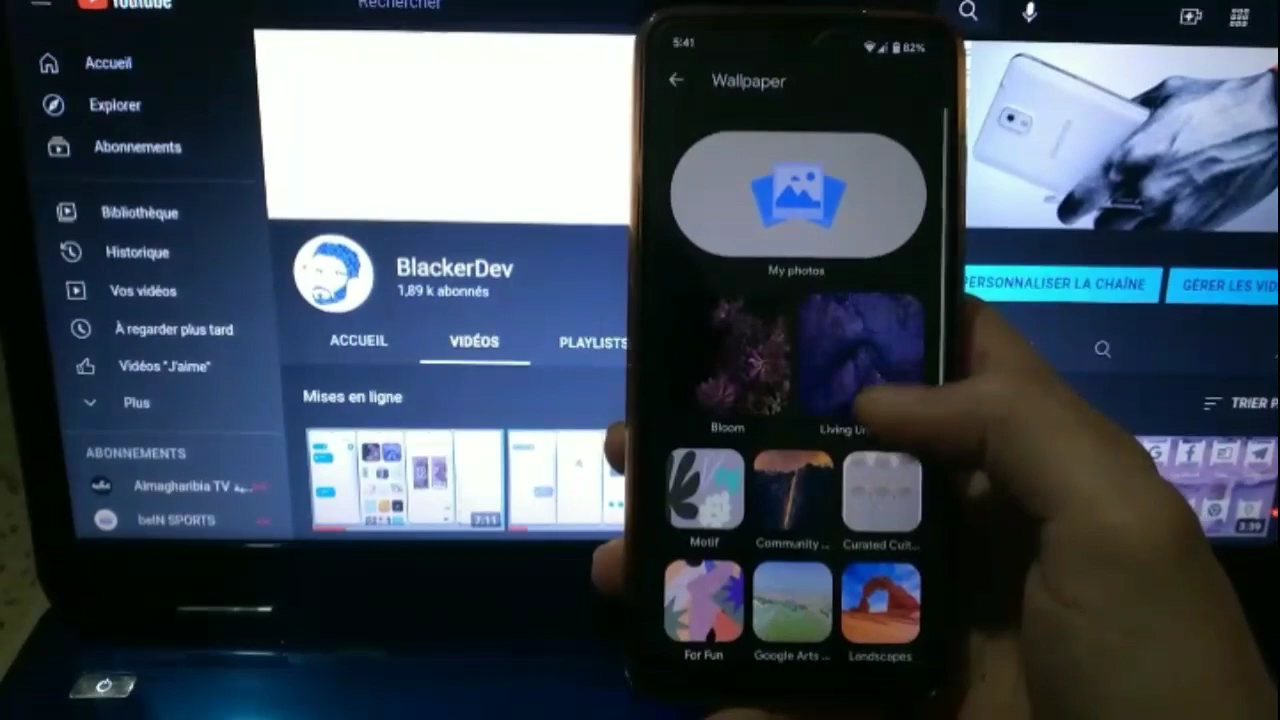 YouTube
Rechercher
Accueil
Explorer
Abonnements
Bibliothèque
Historique
Vos vidéos
À regarder plus tard
Vidéos "J'aime"
Plus
ABONNEMENTS
Almagharibia TV
beIN SPORTS
BlackerDev
1,89 k abonnés
ACCUEIL
VIDÉOS
PLAYLISTS
Mises en ligne
7:11
PERSONNALISER LA CHAÎNE
GÉRER LES VID
TRIER P
3:39
5:41
82%
Wallpaper
My photos
Bloom
Living Un
Motif
Community ...
Curated Cult...
For Fun
Google Arts ...
Landscapes